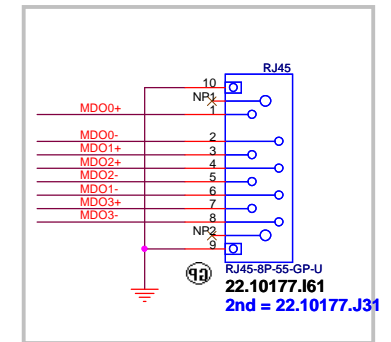 RJ45
10
NP1
MDO0+ 1
MDO0- 2
MDO1+ 3
MDO2+ 4
MDO2- 5
MDO1- 6
MDO3+ 7
MDO3- 8
NP2
9
GP
RJ45-8P-55-GP-U
22.10177.I61
2nd = 22.10177.J31